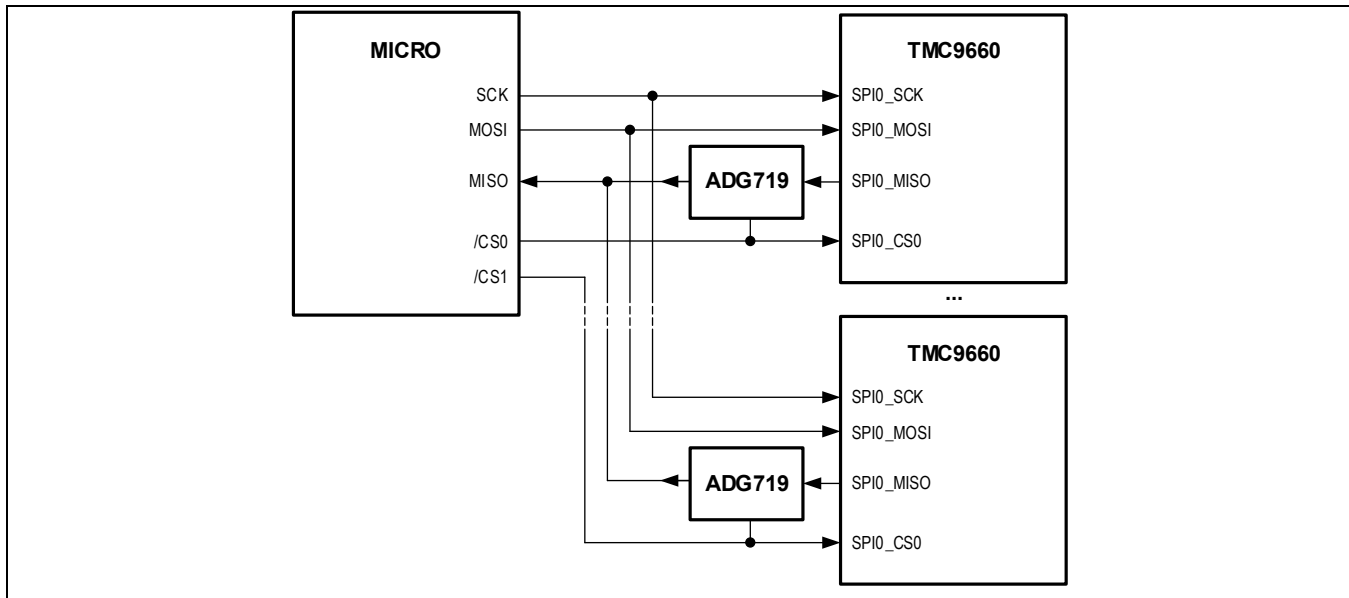 MICRO
SCK
MOSI
MISO
/CS0
/CS1
ADG719
TMC9660
SPI0_SCK
SPI0_MOSI
SPI0_MISO
SPI0_CS0
...
TMC9660
SPI0_SCK
SPI0_MOSI
ADG719
SPI0_MISO
SPI0_CS0